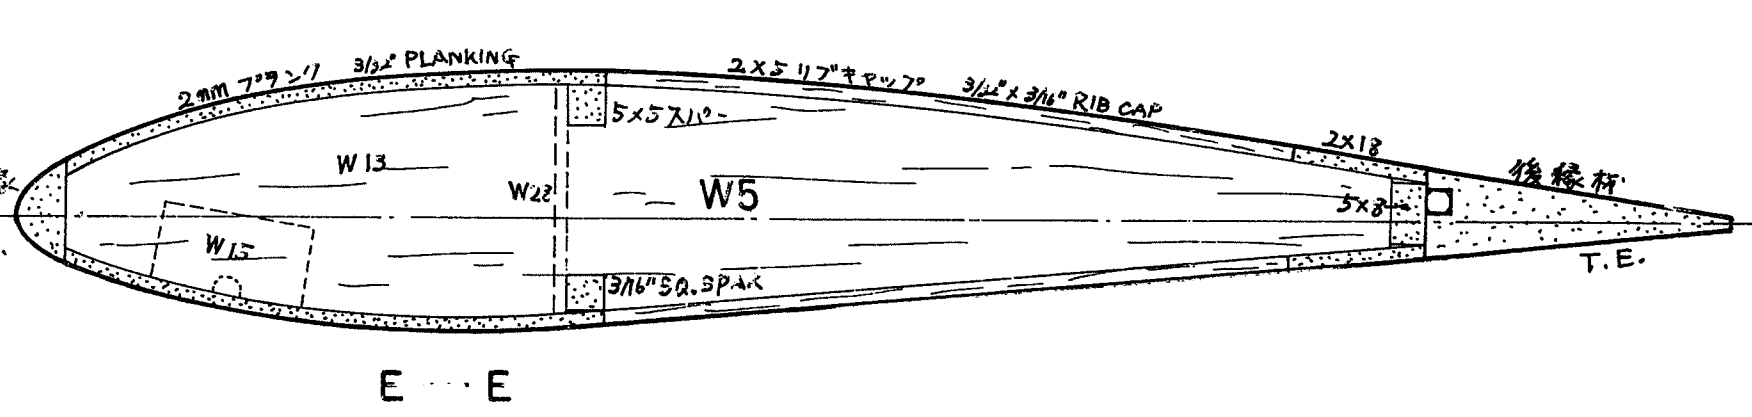 2mm プランク 3/32" PLANKING
2×5 リブキャップ 3/32"×3/16" RIB CAP
2×18
後縁材
5×5スパー
W13
W22
W5
5×8
W15
3/16"SQ.SPAR
T.E.
E ---- E